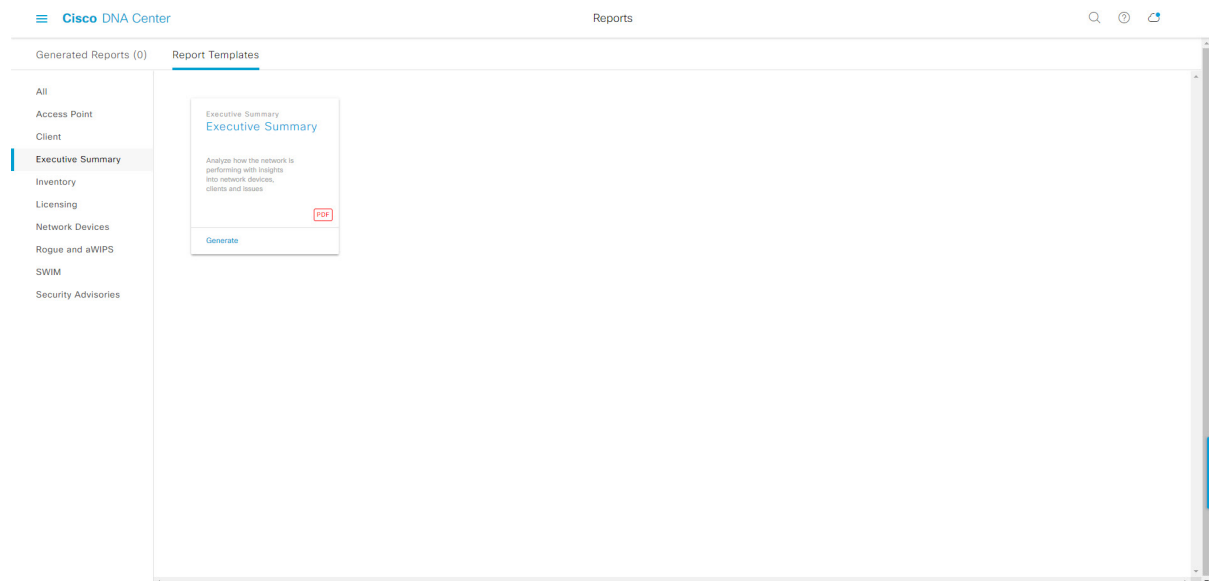 Cisco DNA Center
Reports
Generated Reports (0)
Report Templates
All
Access Point
Client
Executive Summary
Inventory
Licensing
Network Devices
Rogue and aWIPS
SWIM
Security Advisories
Executive Summary
Executive Summary
Analyze how the network is
performing with insights
into network devices,
clients and issues
PDF
Generate